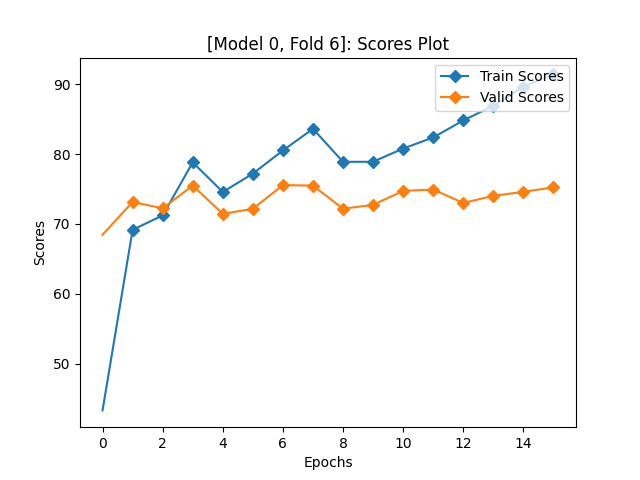 [Model 0, Fold 6]: Scores Plot
Train Scores
Valid Scores
90
80
70
60
50
Scores
0 2 4 6 8 10 12 14
Epochs